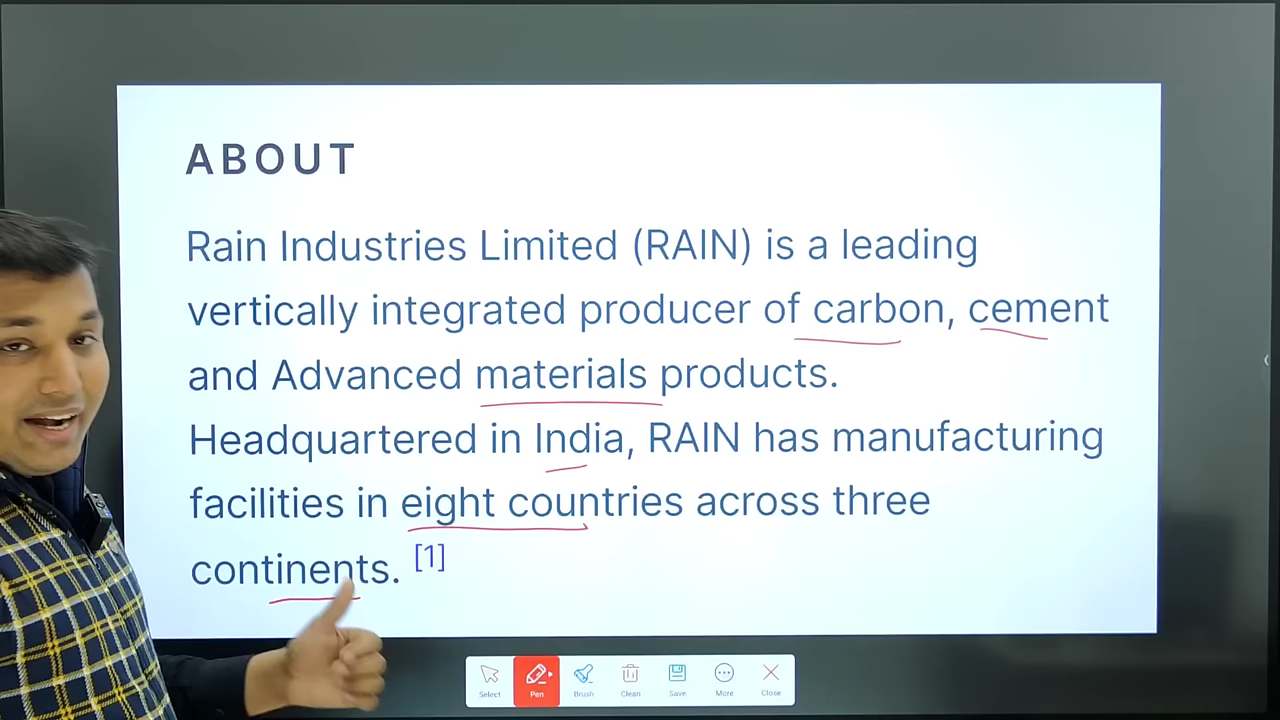 ABOUT
Rain Industries Limited (RAIN) is a leading
vertically integrated producer of carbon, cement
and Advanced materials products.
Headquartered in India, RAIN has manufacturing
facilities in eight countries across three
continents. [1]
Select Pen Brush Clean Save More Close